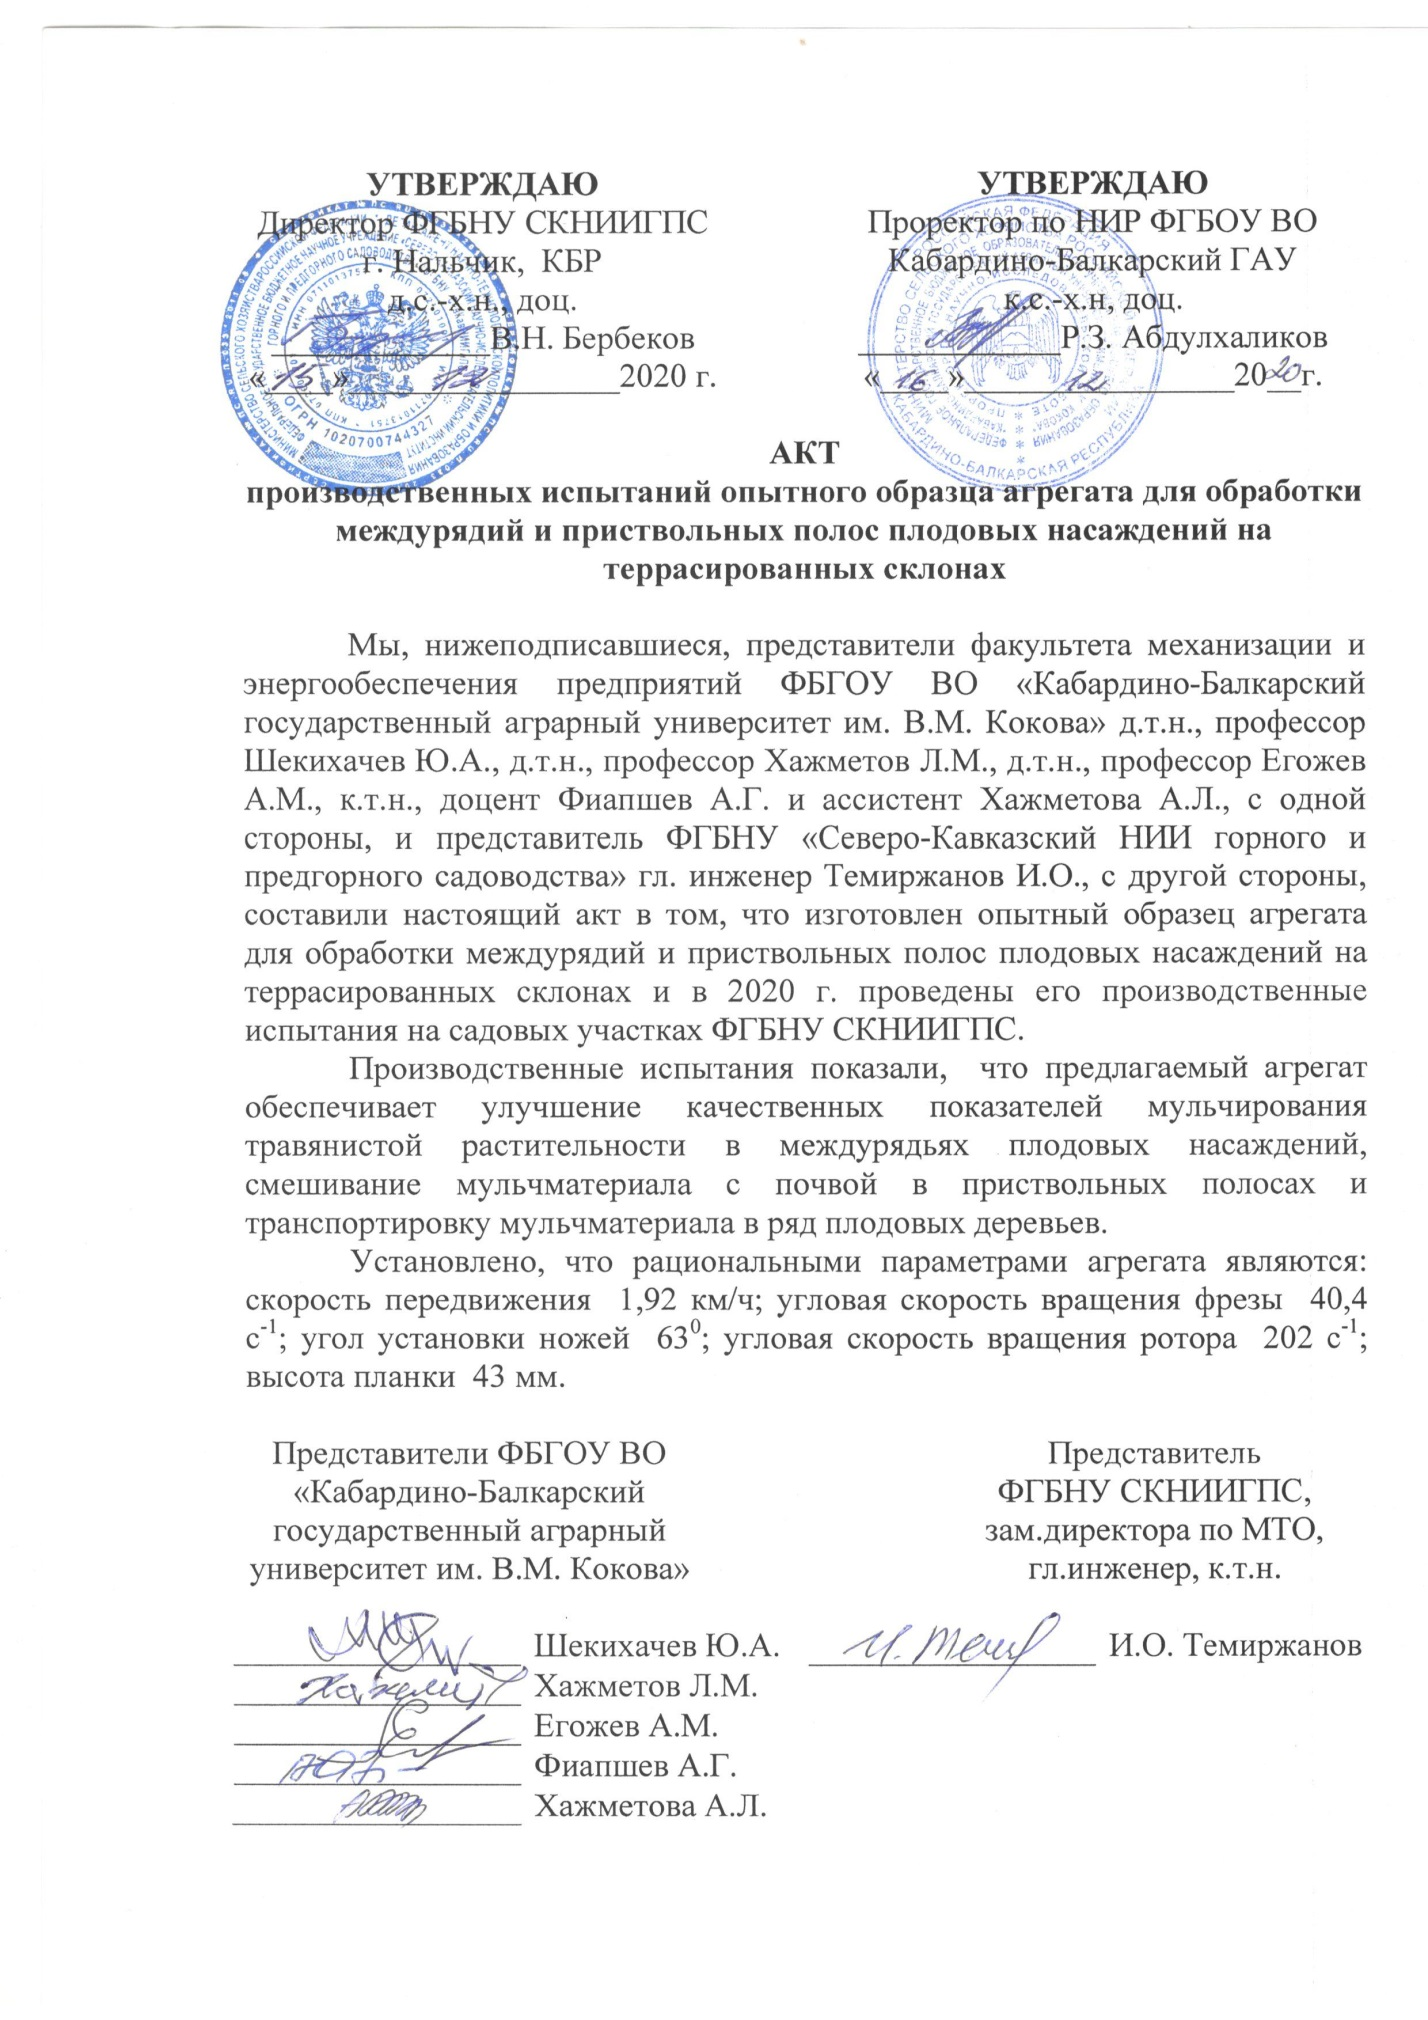 УТВЕРЖДАЮ
Директор ФГБНУ СКНИИГПС
г. Нальчик, КБР
д.с.-х.н., доц.
В.Н. Бербеков
«15» 12 2020 г.
УТВЕРЖДАЮ
Проректор по НИР ФГБОУ ВО
Кабардино-Балкарский ГАУ
к.с.-х.н, доц.
Р.З. Абдулхаликов
«16» 12 2020 г.
ОГРН 1020700744327
КАБАРДИНО-БАЛКАРСКАЯ РЕСПУБЛИКА
АКТ
производственных испытаний опытного образца агрегата для обработки
междурядий и приствольных полос плодовых насаждений на
террасированных склонах
Мы, нижеподписавшиеся, представители факультета механизации и
энергообеспечения предприятий ФБГОУ ВО «Кабардино-Балкарский
государственный аграрный университет им. В.М. Кокова» д.т.н., профессор
Шекихачев Ю.А., д.т.н., профессор Хажметов Л.М., д.т.н., профессор Егожев
А.М., к.т.н., доцент Фиапшев А.Г. и ассистент Хажметова А.Л., с одной
стороны, и представитель ФГБНУ «Северо-Кавказский НИИ горного и
предгорного садоводства» гл. инженер Темиржанов И.О., с другой стороны,
составили настоящий акт в том, что изготовлен опытный образец агрегата
для обработки междурядий и приствольных полос плодовых насаждений на
террасированных склонах и в 2020 г. проведены его производственные
испытания на садовых участках ФГБНУ СКНИИГПС.
Производственные испытания показали, что предлагаемый агрегат
обеспечивает улучшение качественных показателей мульчирования
травянистой растительности в междурядьях плодовых насаждений,
смешивание мульчматериала с почвой в приствольных полосах и
транспортировку мульчматериала в ряд плодовых деревьев.
Установлено, что рациональными параметрами агрегата являются:
скорость передвижения 1,92 км/ч; угловая скорость вращения фрезы 40,4
с⁻¹; угол установки ножей 63⁰; угловая скорость вращения ротора 202 с⁻¹;
высота планки 43 мм.
Представители ФБГОУ ВО
«Кабардино-Балкарский
государственный аграрный
университет им. В.М. Кокова»
Представитель
ФГБНУ СКНИИГПС,
зам.директора по МТО,
гл.инженер, к.т.н.
Шекихачев Ю.А.
И.О. Темиржанов
Хажметов Л.М.
Егожев А.М.
Фиапшев А.Г.
Хажметова А.Л.